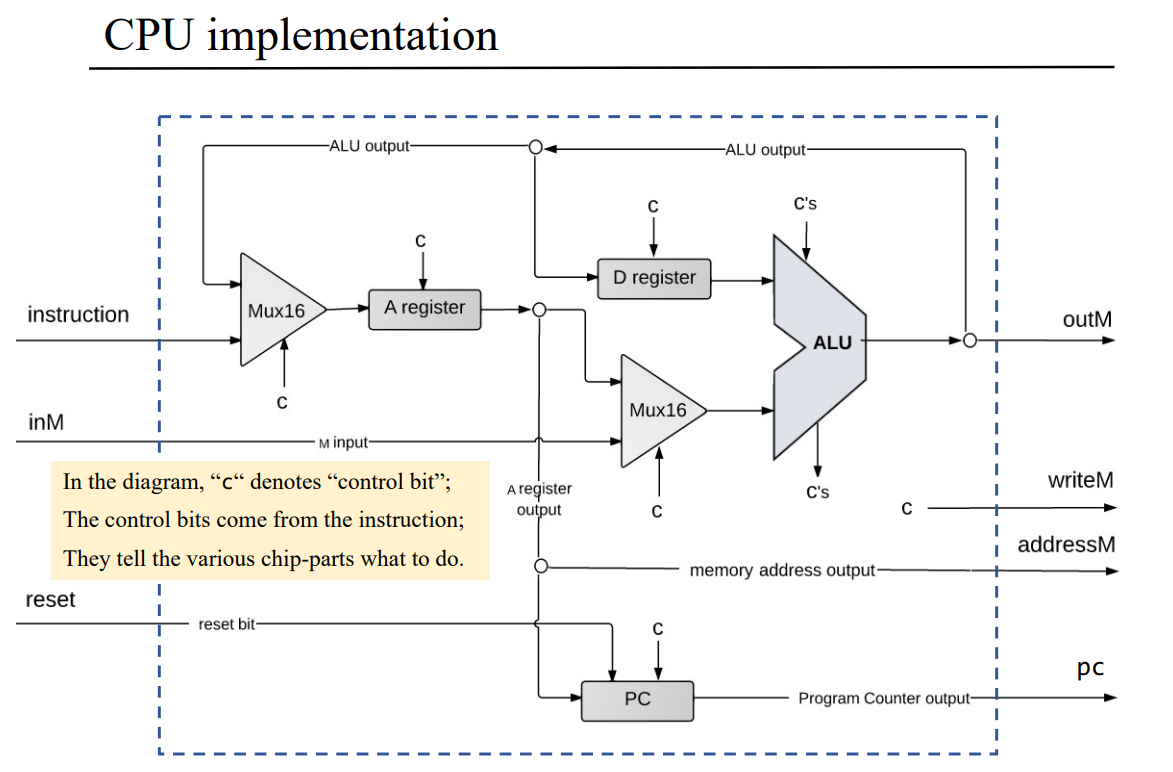 CPU implementation
ALU output
ALU output
c
c's
c
D register
instruction
Mux16
A register
ALU
outM
c
Mux16
inM
M input
In the diagram, “c“ denotes “control bit”;
The control bits come from the instruction;
They tell the various chip-parts what to do.
A register
output
c
c's
c
writeM
addressM
memory address output
reset
reset bit
c
pc
PC
Program Counter output